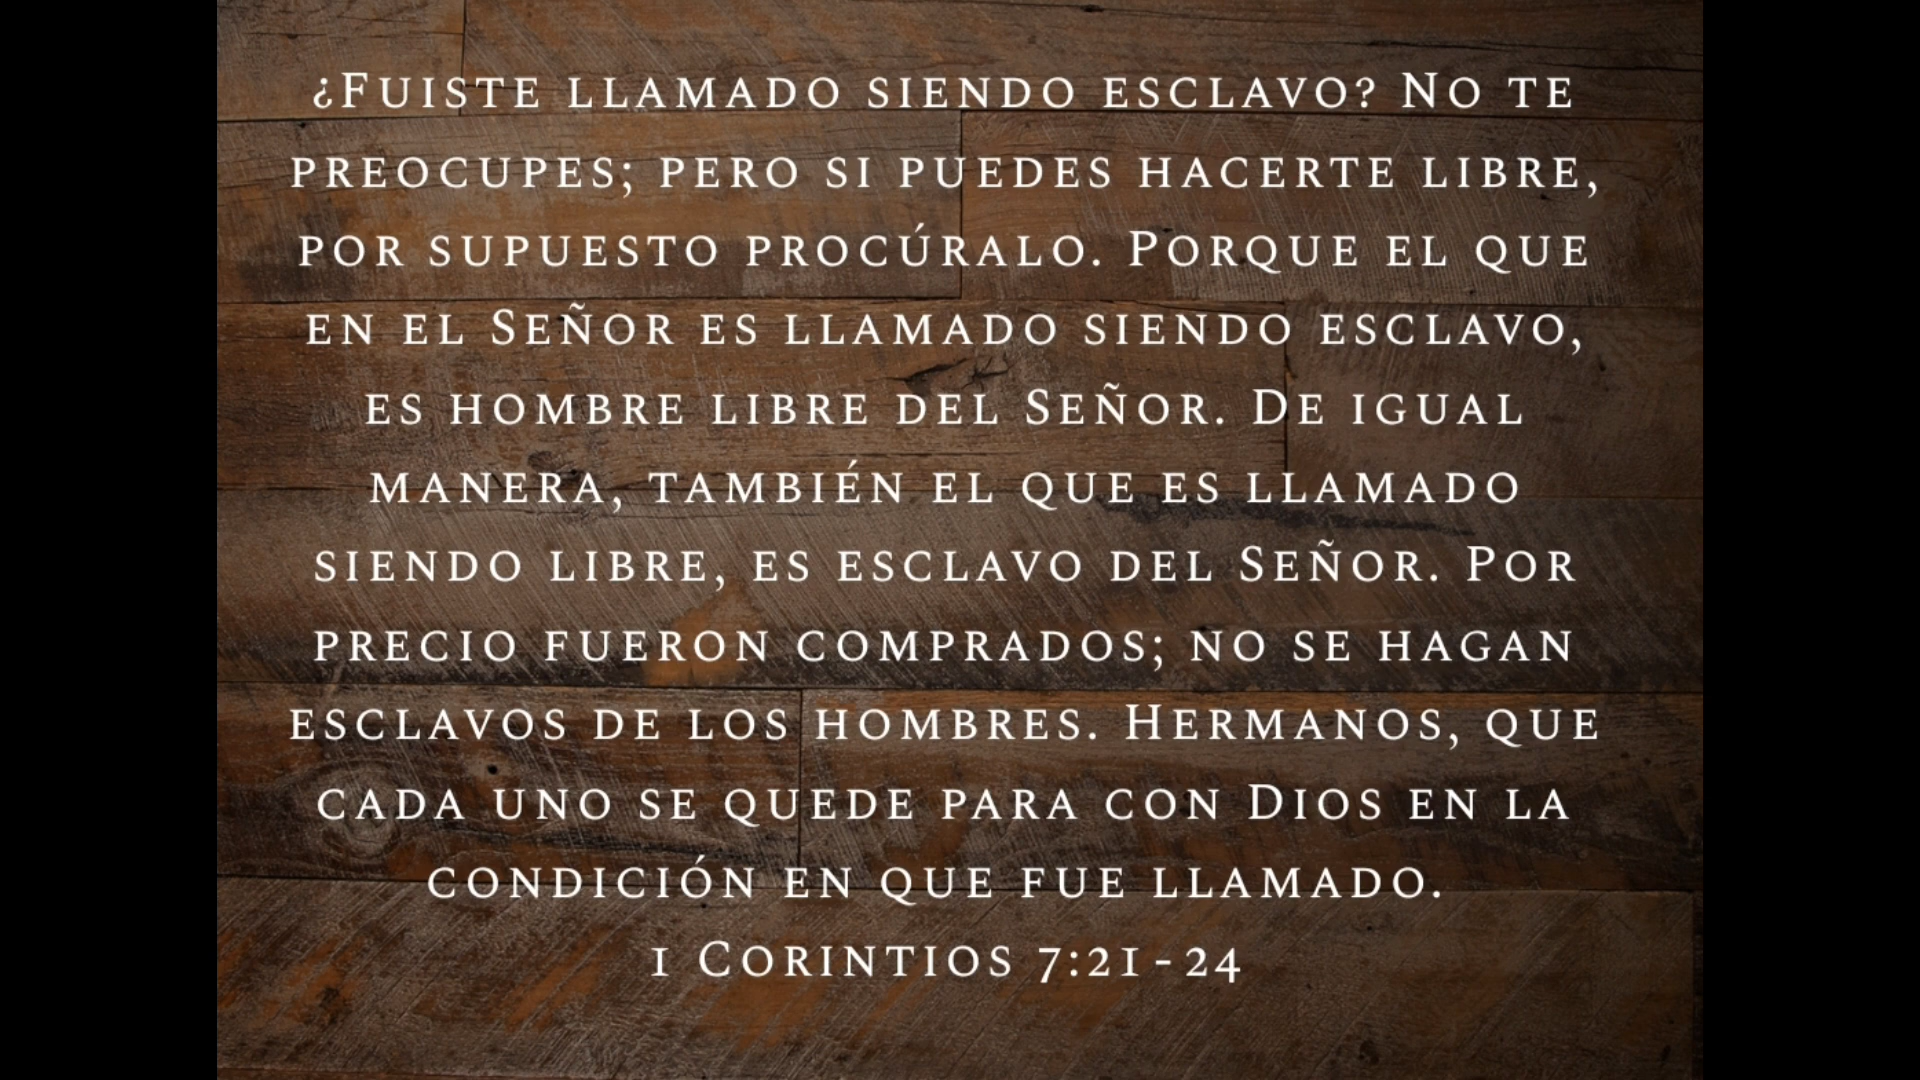 ¿Fuiste llamado siendo esclavo? No te
preocupes; pero si puedes hacerte libre,
por supuesto procúralo. Porque el que
en el Señor es llamado siendo esclavo,
es hombre libre del Señor. De igual
manera, también el que es llamado
siendo libre, es esclavo del Señor. Por
precio fueron comprados; no se hagan
esclavos de los hombres. Hermanos, que
cada uno se quede para con Dios en la
condición en que fue llamado.
1 Corintios 7:21-24